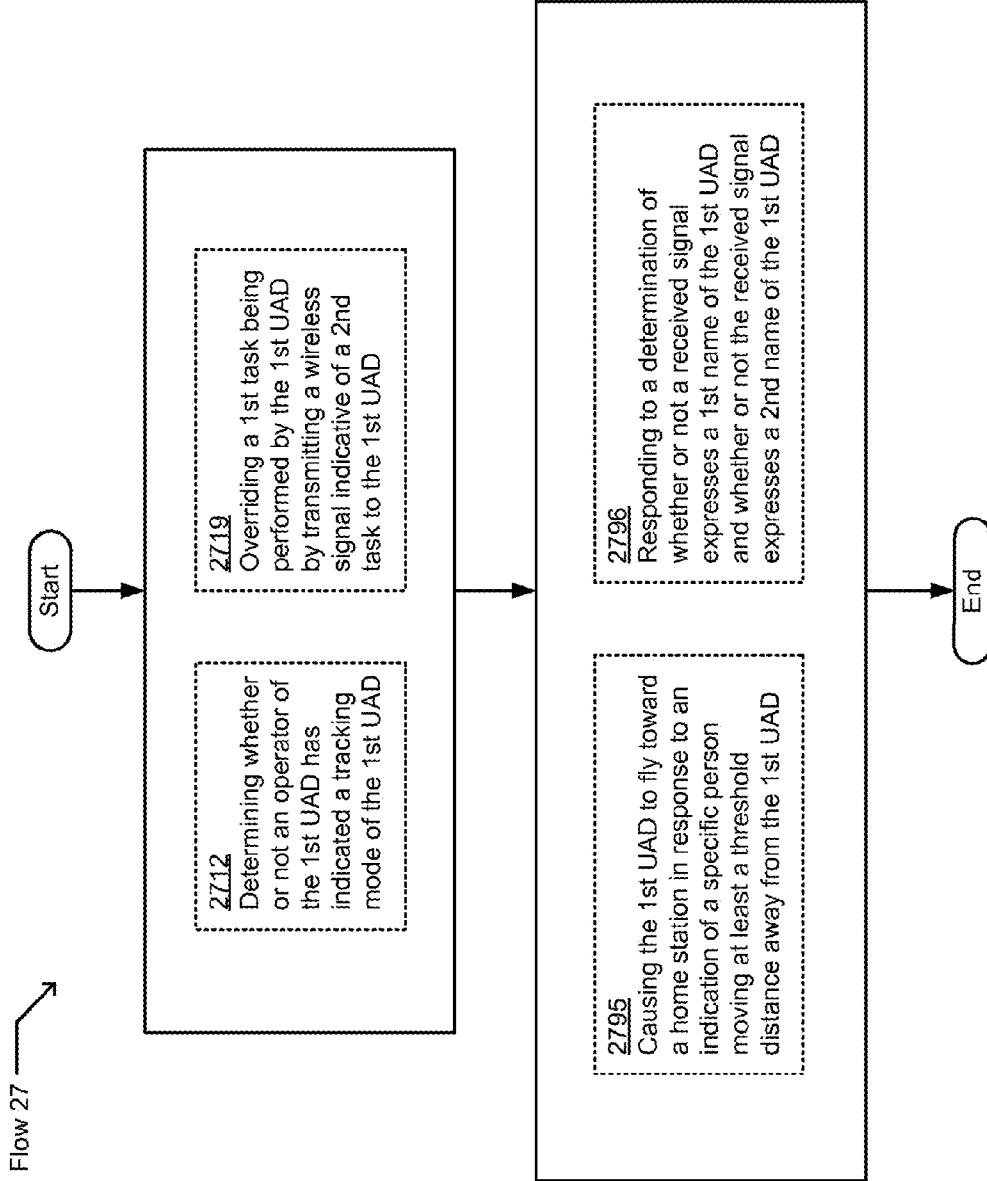 Flow 27
Start
2712
Determining whether
or not an operator of
the 1st UAD has
indicated a tracking
mode of the 1st UAD
2719
Overriding a 1st task being
performed by the 1st UAD
by transmitting a wireless
signal indicative of a 2nd
task to the 1st UAD
2795
Causing the 1st UAD to fly toward
a home station in response to an
indication of a specific person
moving at least a threshold
distance away from the 1st UAD
2796
Responding to a determination of
whether or not a received signal
expresses a 1st name of the 1st UAD
and whether or not the received signal
expresses a 2nd name of the 1st UAD
End